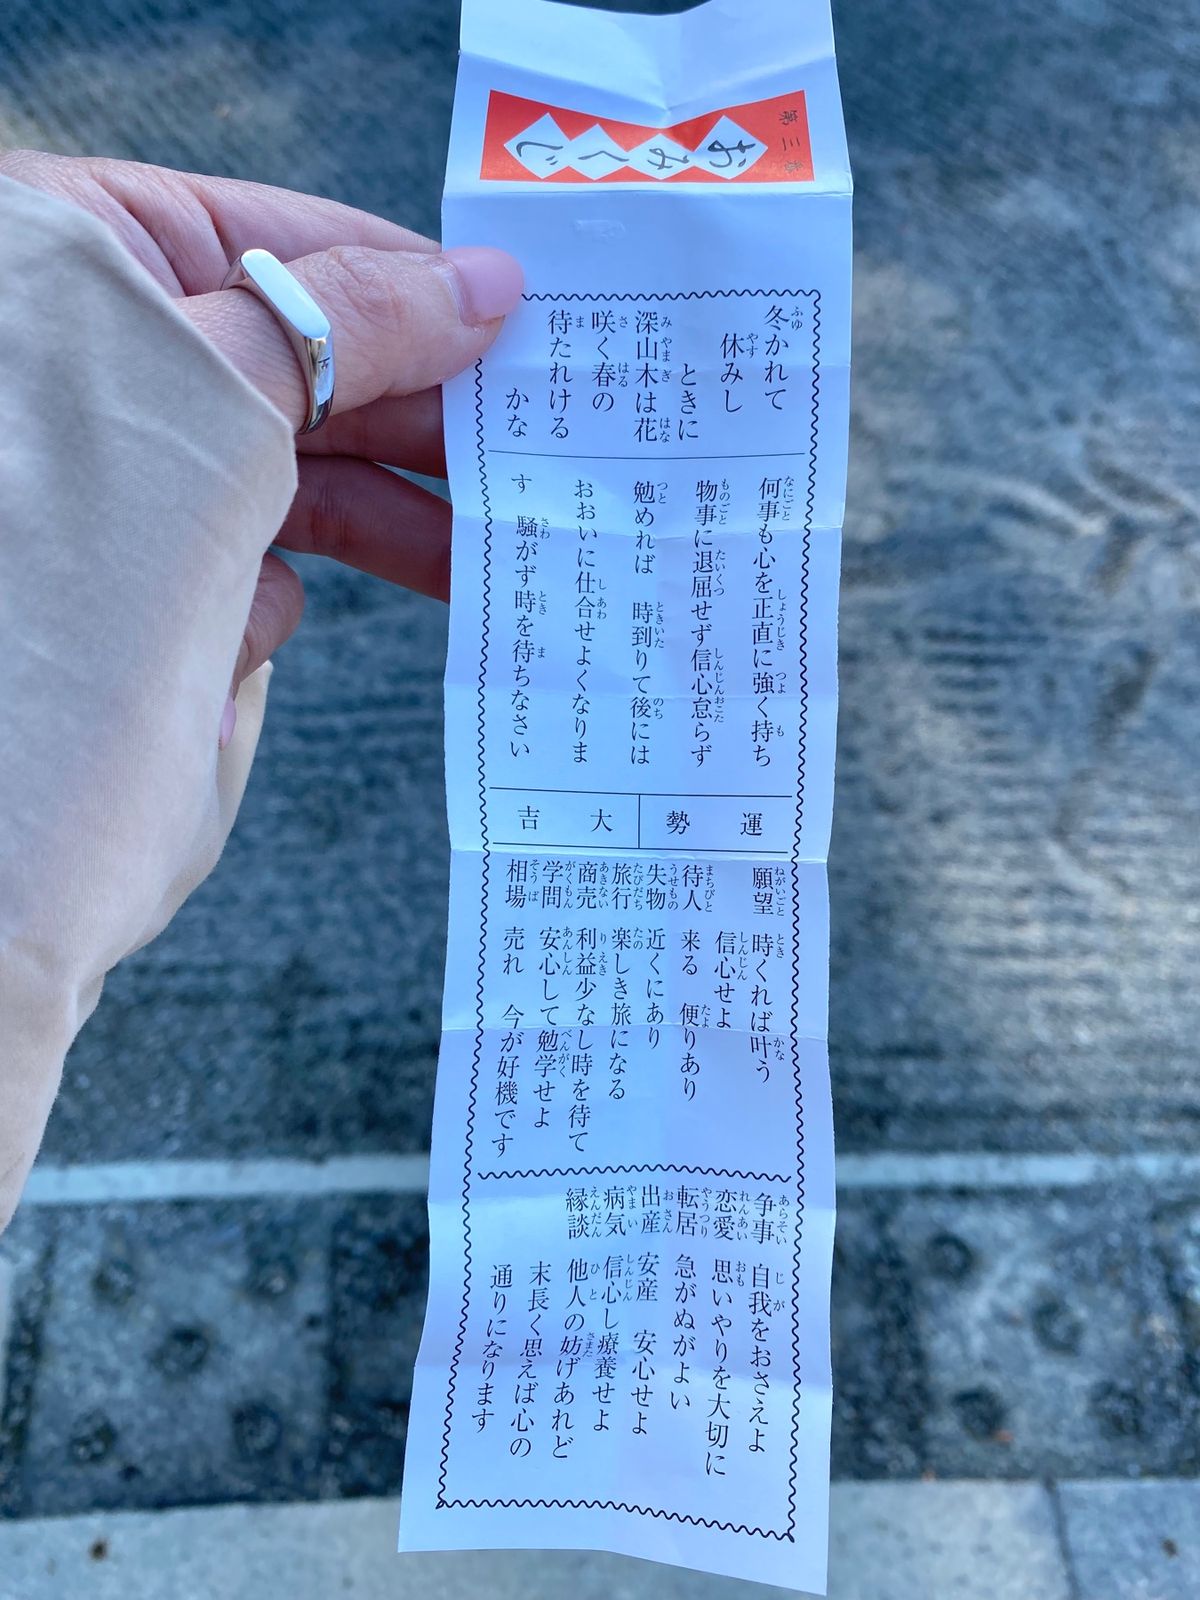 第三番
おみくじ
冬かれて
休みし
ときに
深山木は花
咲く春の
待たれける
かな
何事も心を正直に強く持ち
物事に退屈せず信心怠らず
勉めれば 時到りて後には
おおいに仕合せよくなりま
す 騒がず時を待ちなさい
運勢
大吉
願望 時くれば叶う
信心せよ
待人 来る 便りあり
失物 近くにあり
旅行 楽しき旅になる
商売 利益少なし時を待て
学問 安心して勉学せよ
相場 売れ 今が好機です
争事 自我をおさえよ
恋愛 思いやりを大切に
転居 急がぬがよい
出産 安産 安心せよ
病気 信心し療養せよ
縁談 他人の妨げあれど
末長く思えば心の
通りになります